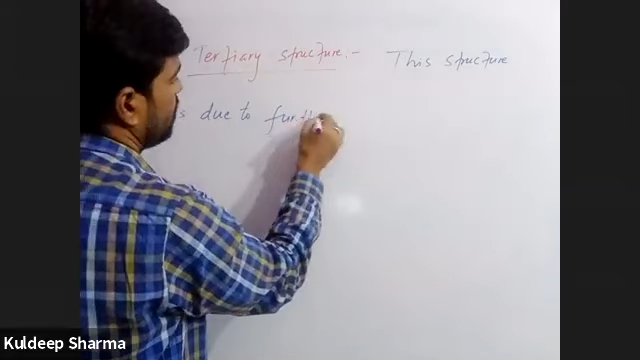 Tertiary structure :- This structure
s due to furth
Kuldeep Sharma